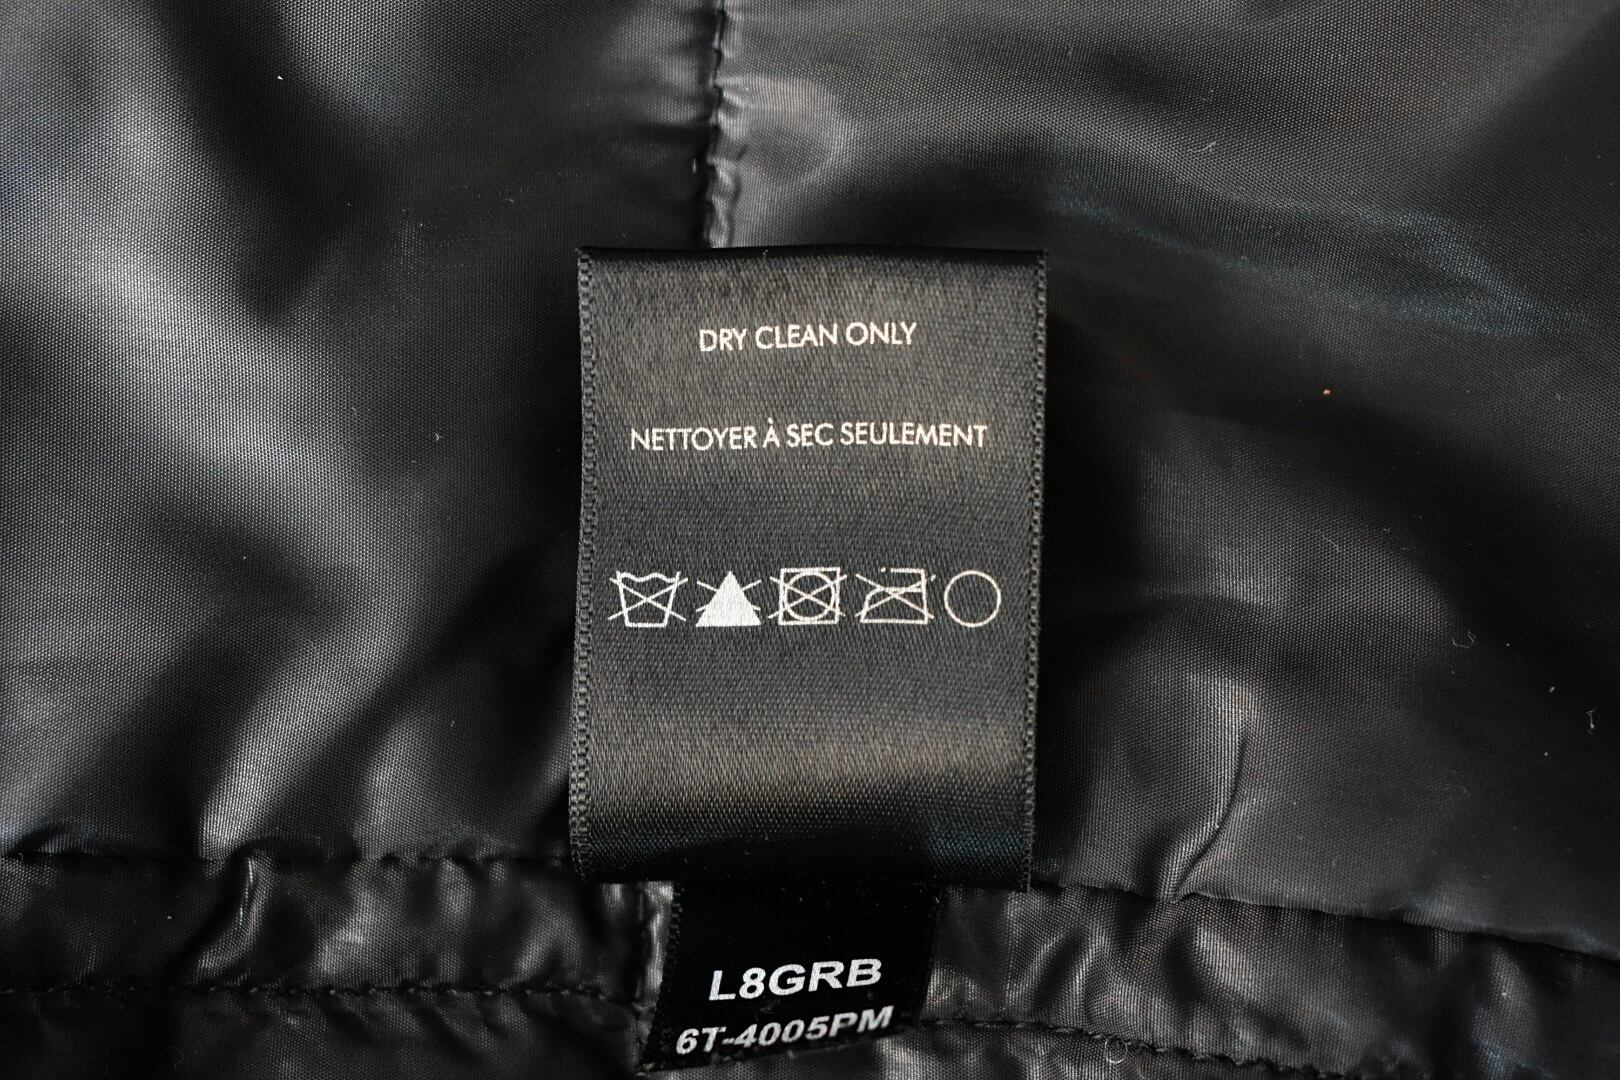 DRY CLEAN ONLY
NETTOYER À SEC SEULEMENT
L8GRB
6T-4005PM